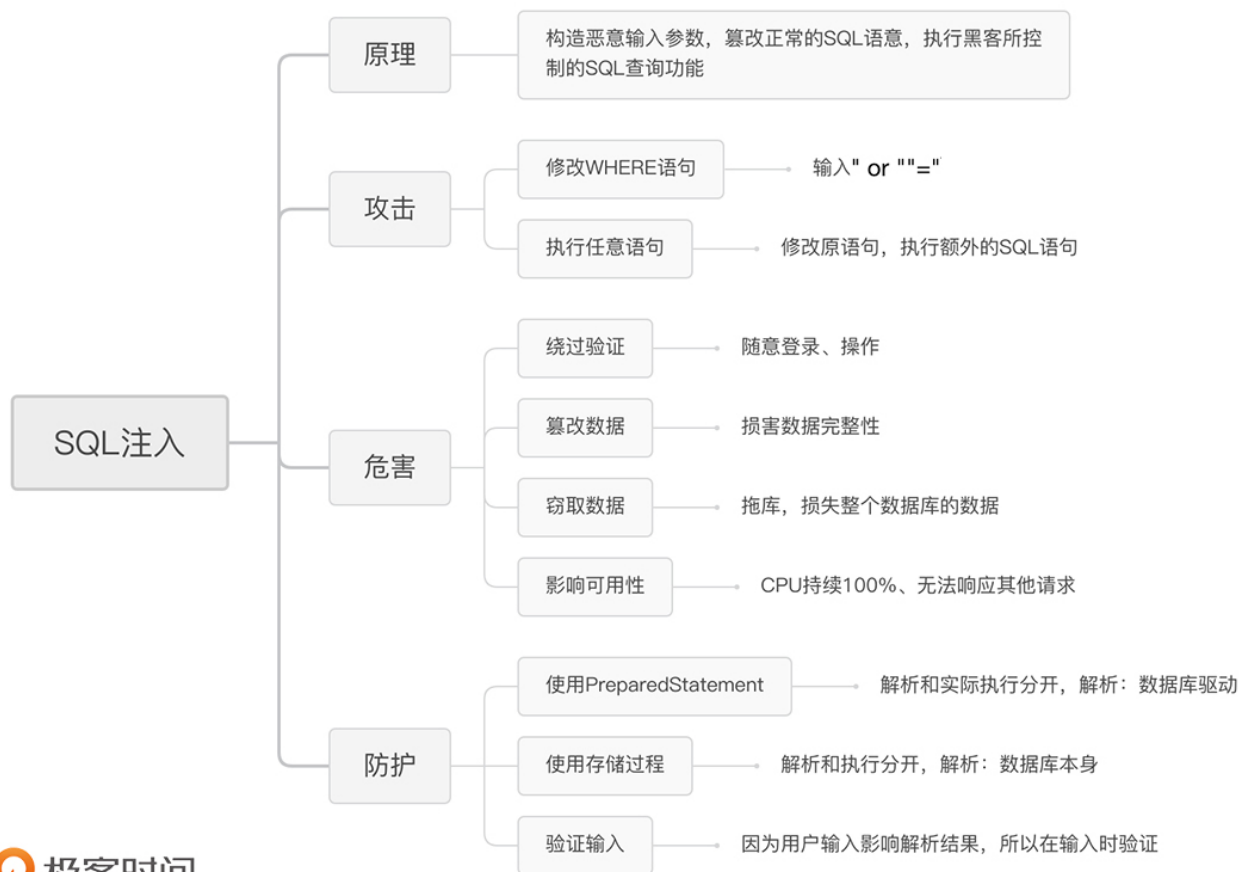 原理
构造恶意输入参数，篡改正常的SQL语意，执行黑客所控
制的SQL查询功能
攻击
修改WHERE语句
输入" or ""="
执行任意语句
修改原语句，执行额外的SQL语句
SQL注入
危害
绕过验证
随意登录、操作
篡改数据
损害数据完整性
窃取数据
拖库，损失整个数据库的数据
影响可用性
CPU持续100%、无法响应其他请求
防护
使用PreparedStatement
解析和实际执行分开，解析：数据库驱动
使用存储过程
解析和执行分开，解析：数据库本身
验证输入
因为用户输入影响解析结果，所以在输入时验证
极客时间